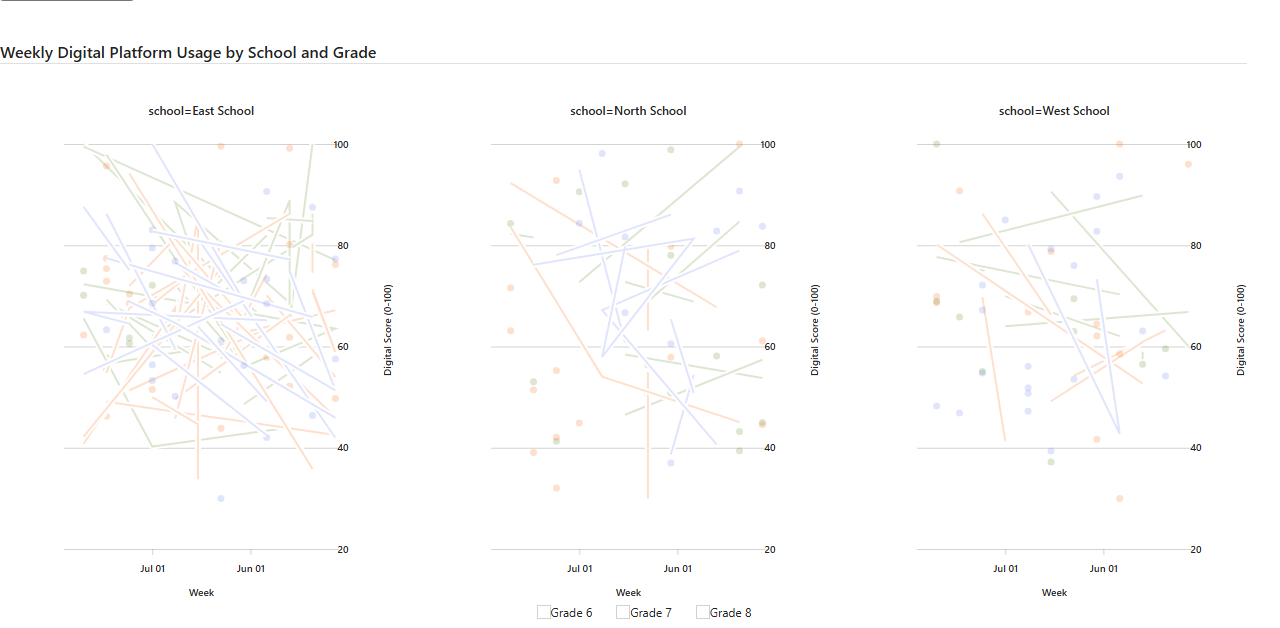 Weekly Digital Platform Usage by School and Grade
school=East School
school=North School
school=West School
100
80
60
40
20
Digital Score (0-100)
Jul 01
Jun 01
Week
100
80
60
40
20
Digital Score (0-100)
Jul 01
Jun 01
Week
100
80
60
40
20
Digital Score (0-100)
Jul 01
Jun 01
Week
Grade 6
Grade 7
Grade 8